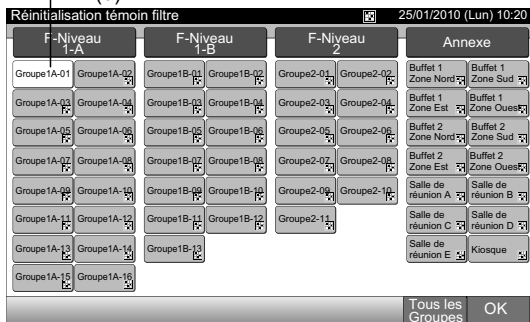 Réinitialisation témoin filtre 25/01/2010 (Lun) 10:20
F-Niveau
1-A
F-Niveau
1-B
F-Niveau
2
Annexe
Groupe1A-01 Groupe1A-02 Groupe1B-01 Groupe1B-02 Groupe2-01 Groupe2-02
Buffet 1
Zone Nord
Buffet 1
Zone Sud
Groupe1A-03 Groupe1A-04 Groupe1B-03 Groupe1B-04 Groupe2-03 Groupe2-04
Buffet 1
Zone Est
Buffet 1
Zone Oues
Groupe1A-05 Groupe1A-06 Groupe1B-05 Groupe1B-06 Groupe2-05 Groupe2-06
Buffet 2
Zone Nord
Buffet 2
Zone Sud
Groupe1A-07 Groupe1A-08 Groupe1B-07 Groupe1B-08 Groupe2-07 Groupe2-08
Buffet 2
Zone Est
Buffet 2
Zone Oues
Groupe1A-09 Groupe1A-10 Groupe1B-09 Groupe1B-10 Groupe2-09 Groupe2-10
Salle de
réunion A
Salle de
réunion B
Groupe1A-11 Groupe1A-12 Groupe1B-11 Groupe1B-12 Groupe2-11
Salle de
réunion C
Salle de
réunion D
Groupe1A-13 Groupe1A-14 Groupe1B-13
Salle de
réunion E
Kiosque
Groupe1A-15 Groupe1A-16
Tous les
Groupes
OK